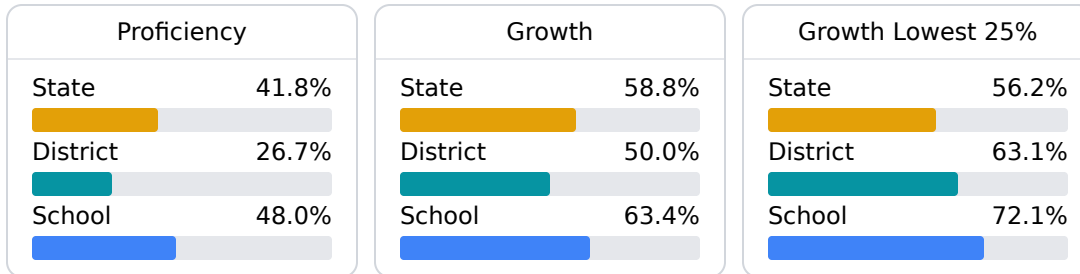 Proficiency
State 41.8%
District 26.7%
School 48.0%
Growth
State 58.8%
District 50.0%
School 63.4%
Growth Lowest 25%
State 56.2%
District 63.1%
School 72.1%